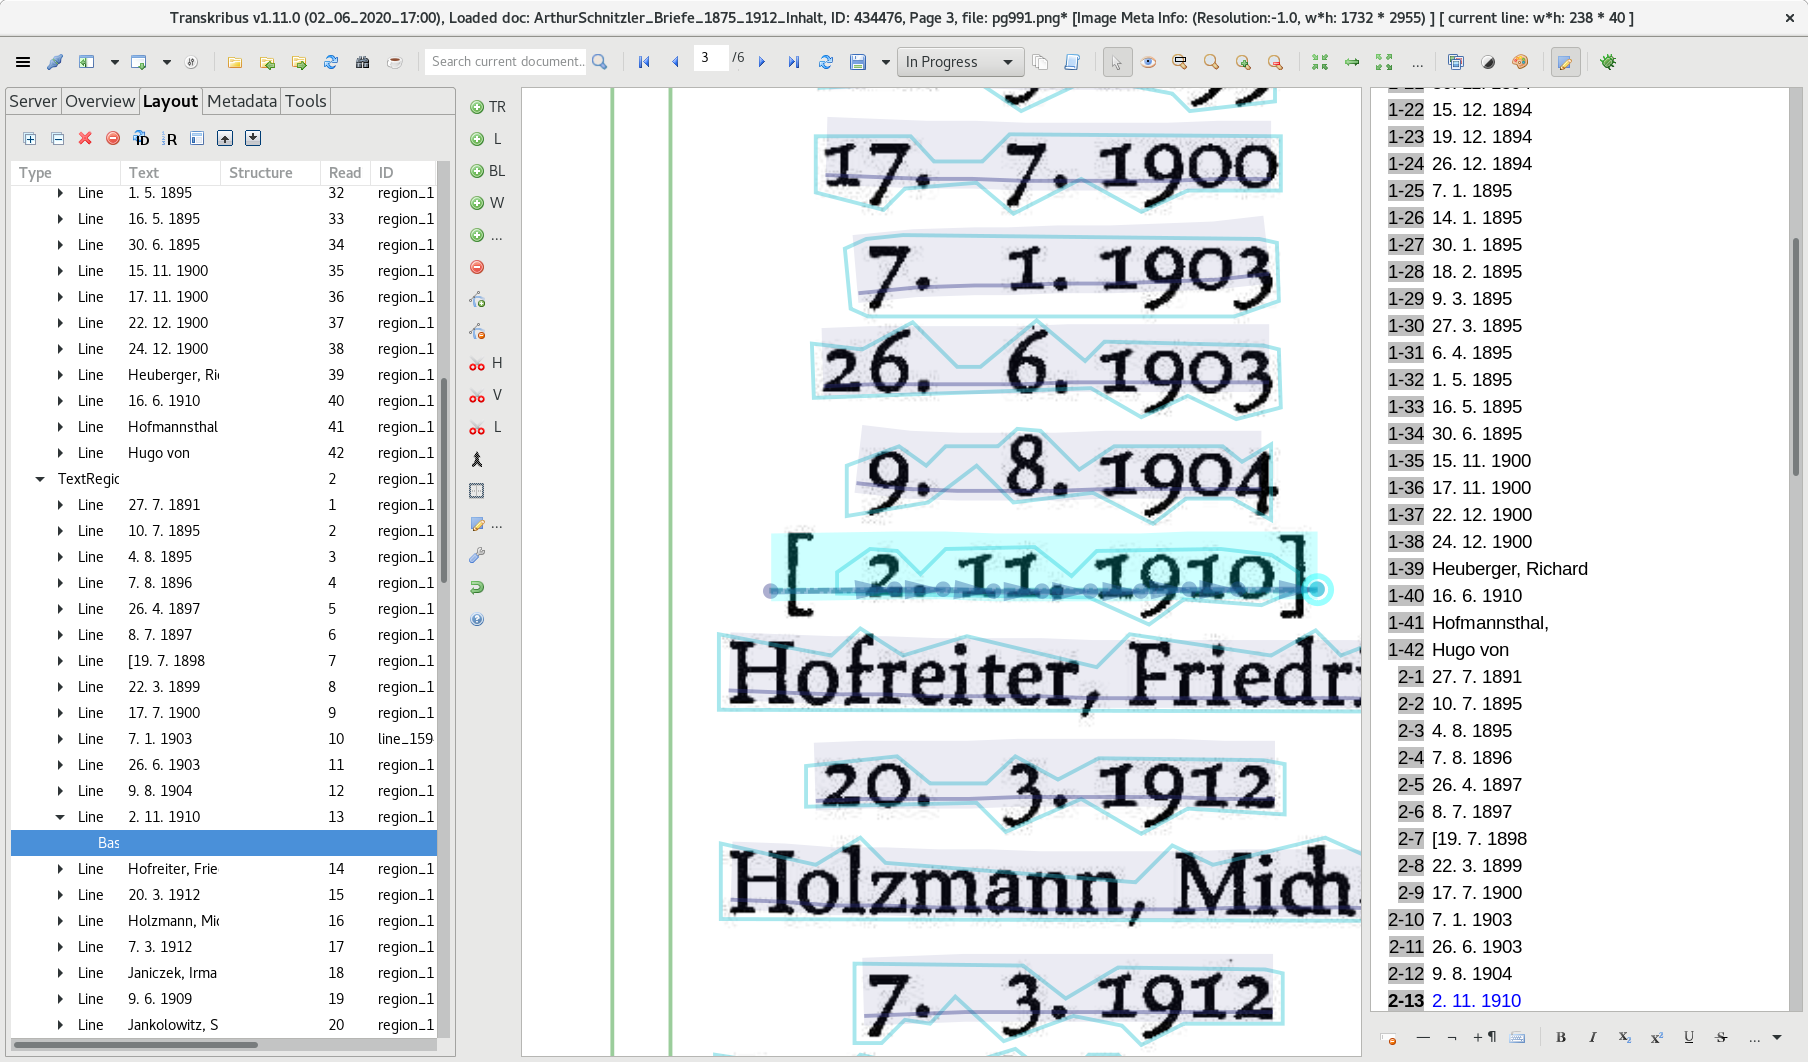 Transkribus v1.11.0 (02_06_2020_17:00), Loaded doc: ArthurSchnitzler_Briefe_1875_1912_Inhalt, ID: 434476, Page 3, file: pg991.png* [Image Meta Info: (Resolution:-1.0, w*h: 1732 * 2955) ] [ current line: w*h: 238 * 40 ]
Search current document...
3 /6
In Progress
Server Overview Layout Metadata Tools
Type Text Structure Read ID
Line 1. 5. 1895 32 region_1
Line 16. 5. 1895 33 region_1
Line 30. 6. 1895 34 region_1
Line 15. 11. 1900 35 region_1
Line 17. 11. 1900 36 region_1
Line 22. 12. 1900 37 region_1
Line 24. 12. 1900 38 region_1
Line Heuberger, Ri 39 region_1
Line 16. 6. 1910 40 region_1
Line Hofmannsthal 41 region_1
Line Hugo von 42 region_1
TextRegic 2 region_1
Line 27. 7. 1891 1 region_1
Line 10. 7. 1895 2 region_1
Line 4. 8. 1895 3 region_1
Line 7. 8. 1896 4 region_1
Line 26. 4. 1897 5 region_1
Line 8. 7. 1897 6 region_1
Line [19. 7. 1898 7 region_1
Line 22. 3. 1899 8 region_1
Line 17. 7. 1900 9 region_1
Line 7. 1. 1903 10 line_159
Line 26. 6. 1903 11 region_1
Line 9. 8. 1904 12 region_1
Line 2. 11. 1910 13 region_1
Bas
Line Hofreiter, Frie 14 region_1
Line 20. 3. 1912 15 region_1
Line Holzmann, Mic 16 region_1
Line 7. 3. 1912 17 region_1
Line Janiczek, Irma 18 region_1
Line 9. 6. 1909 19 region_1
Line Jankolowitz, S 20 region_1
TR
L
BL
W
...
H
V
L
...
17. 7. 1900
7. 1. 1903
26. 6. 1903
9. 8. 1904
[ 2. 11. 1910]
Hofreiter, Friedr
20. 3. 1912
Holzmann, Mich
7. 3. 1912
1-22 15. 12. 1894
1-23 19. 12. 1894
1-24 26. 12. 1894
1-25 7. 1. 1895
1-26 14. 1. 1895
1-27 30. 1. 1895
1-28 18. 2. 1895
1-29 9. 3. 1895
1-30 27. 3. 1895
1-31 6. 4. 1895
1-32 1. 5. 1895
1-33 16. 5. 1895
1-34 30. 6. 1895
1-35 15. 11. 1900
1-36 17. 11. 1900
1-37 22. 12. 1900
1-38 24. 12. 1900
1-39 Heuberger, Richard
1-40 16. 6. 1910
1-41 Hofmannsthal,
1-42 Hugo von
2-1 27. 7. 1891
2-2 10. 7. 1895
2-3 4. 8. 1895
2-4 7. 8. 1896
2-5 26. 4. 1897
2-6 8. 7. 1897
2-7 [19. 7. 1898
2-8 22. 3. 1899
2-9 17. 7. 1900
2-10 7. 1. 1903
2-11 26. 6. 1903
2-12 9. 8. 1904
2-13 2. 11. 1910
— ¬ + ¶ B I X₂ x² U S ...